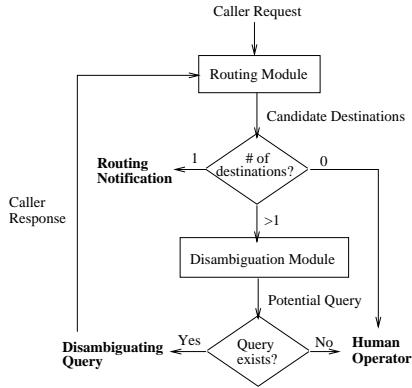 Caller Request
Routing Module
Candidate Destinations
# of
destinations?
1
0
Routing
Notification
>1
Caller
Response
Disambiguation Module
Potential Query
Query
exists?
Yes
No
Disambiguating
Query
Human
Operator